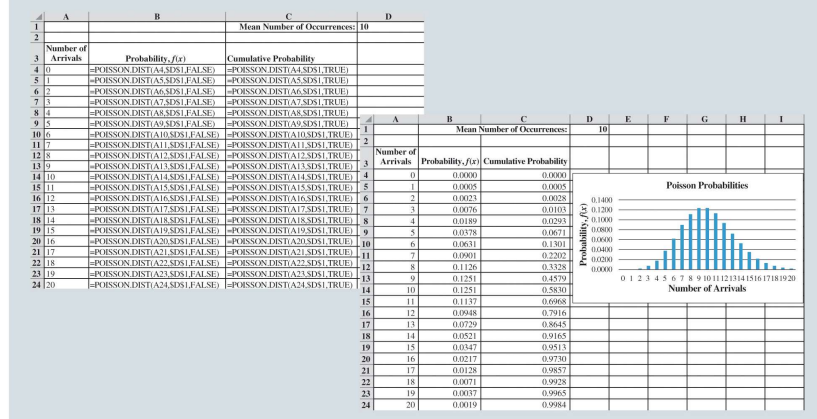 A B C D
1 Mean Number of Occurrences: 10
2
Number of
3 Arrivals Probability, f(x) Cumulative Probability
4 0 =POISSON.DIST(A4,$D$1,FALSE) =POISSON.DIST(A4,$D$1,TRUE)
5 1 =POISSON.DIST(A5,$D$1,FALSE) =POISSON.DIST(A5,$D$1,TRUE)
6 2 =POISSON.DIST(A6,$D$1,FALSE) =POISSON.DIST(A6,$D$1,TRUE)
7 3 =POISSON.DIST(A7,$D$1,FALSE) =POISSON.DIST(A7,$D$1,TRUE)
8 4 =POISSON.DIST(A8,$D$1,FALSE) =POISSON.DIST(A8,$D$1,TRUE)
9 5 =POISSON.DIST(A9,$D$1,FALSE) =POISSON.DIST(A9,$D$1,TRUE)
10 6 =POISSON.DIST(A10,$D$1,FALSE) =POISSON.DIST(A10,$D$1,TRUE)
11 7 =POISSON.DIST(A11,$D$1,FALSE) =POISSON.DIST(A11,$D$1,TRUE)
12 8 =POISSON.DIST(A12,$D$1,FALSE) =POISSON.DIST(A12,$D$1,TRUE)
13 9 =POISSON.DIST(A13,$D$1,FALSE) =POISSON.DIST(A13,$D$1,TRUE)
14 10 =POISSON.DIST(A14,$D$1,FALSE) =POISSON.DIST(A14,$D$1,TRUE)
15 11 =POISSON.DIST(A15,$D$1,FALSE) =POISSON.DIST(A15,$D$1,TRUE)
16 12 =POISSON.DIST(A16,$D$1,FALSE) =POISSON.DIST(A16,$D$1,TRUE)
17 13 =POISSON.DIST(A17,$D$1,FALSE) =POISSON.DIST(A17,$D$1,TRUE)
18 14 =POISSON.DIST(A18,$D$1,FALSE) =POISSON.DIST(A18,$D$1,TRUE)
19 15 =POISSON.DIST(A19,$D$1,FALSE) =POISSON.DIST(A19,$D$1,TRUE)
20 16 =POISSON.DIST(A20,$D$1,FALSE) =POISSON.DIST(A20,$D$1,TRUE)
21 17 =POISSON.DIST(A21,$D$1,FALSE) =POISSON.DIST(A21,$D$1,TRUE)
22 18 =POISSON.DIST(A22,$D$1,FALSE) =POISSON.DIST(A22,$D$1,TRUE)
23 19 =POISSON.DIST(A23,$D$1,FALSE) =POISSON.DIST(A23,$D$1,TRUE)
24 20 =POISSON.DIST(A24,$D$1,FALSE) =POISSON.DIST(A24,$D$1,TRUE)
A B C D E F G H I
1 Mean Number of Occurrences: 10
2
Number of
3 Arrivals Probability, f(x) Cumulative Probability
4 0 0.0000 0.0000
5 1 0.0005 0.0005
6 2 0.0023 0.0028
7 3 0.0076 0.0103
8 4 0.0189 0.0293
9 5 0.0378 0.0671
10 6 0.0631 0.1301
11 7 0.0901 0.2202
12 8 0.1126 0.3328
13 9 0.1251 0.4579
14 10 0.1251 0.5830
15 11 0.1137 0.6968
16 12 0.0948 0.7916
17 13 0.0729 0.8645
18 14 0.0521 0.9165
19 15 0.0347 0.9513
20 16 0.0217 0.9730
21 17 0.0128 0.9857
22 18 0.0071 0.9928
23 19 0.0037 0.9965
24 20 0.0019 0.9984
Poisson Probabilities
Probability, f(x)
0.1400
0.1200
0.1000
0.0800
0.0600
0.0400
0.0200
0.0000
0 1 2 3 4 5 6 7 8 9 10 11 12 13 14 15 16 17 18 19 20
Number of Arrivals